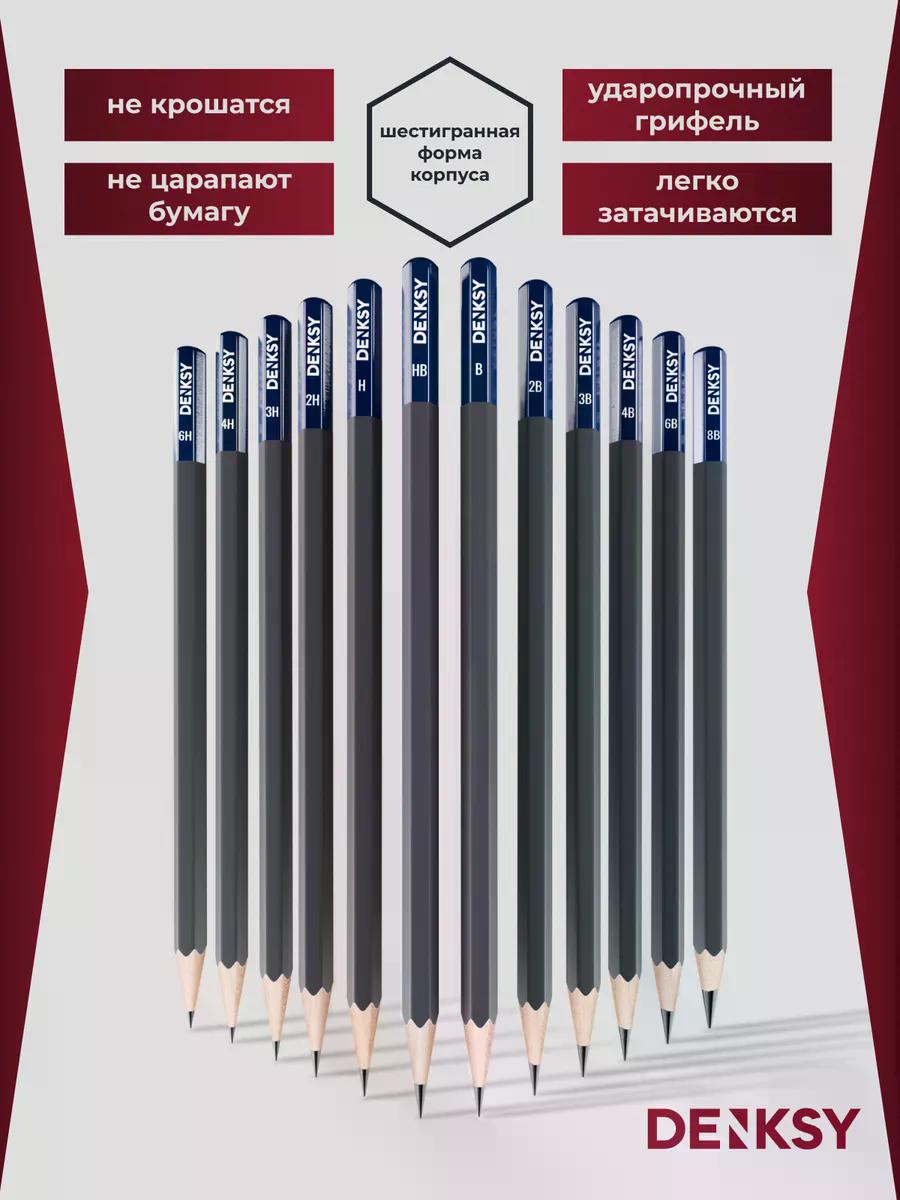 не крошатся
не царапают
бумагу
шестигранная
форма
корпуса
ударопрочный
грифель
легко
затачиваются
DENKSY
6H
DENKSY
4H
DENKSY
3H
DENKSY
2H
DENKSY
H
DENKSY
HB
DENKSY
B
DENKSY
2B
DENKSY
3B
DENKSY
4B
DENKSY
6B
DENKSY
8B
DENKSY